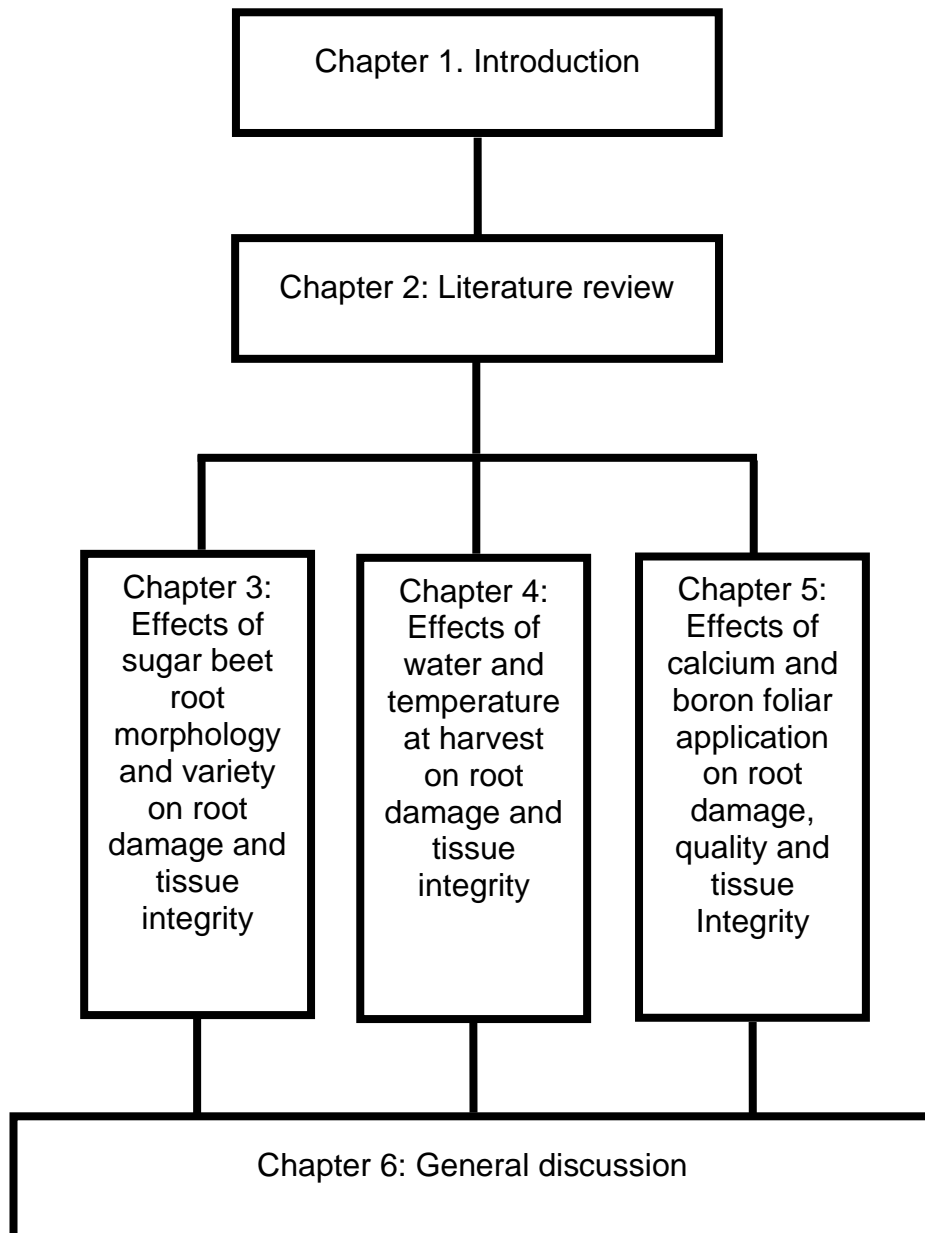 Chapter 1. Introduction
Chapter 2: Literature review
Chapter 3:
Effects of
sugar beet
root
morphology
and variety
on root
damage and
tissue
integrity
Chapter 4:
Effects of
water and
temperature
at harvest
on root
damage and
tissue
integrity
Chapter 5:
Effects of
calcium and
boron foliar
application
on root
damage,
quality and
tissue
Integrity
Chapter 6: General discussion